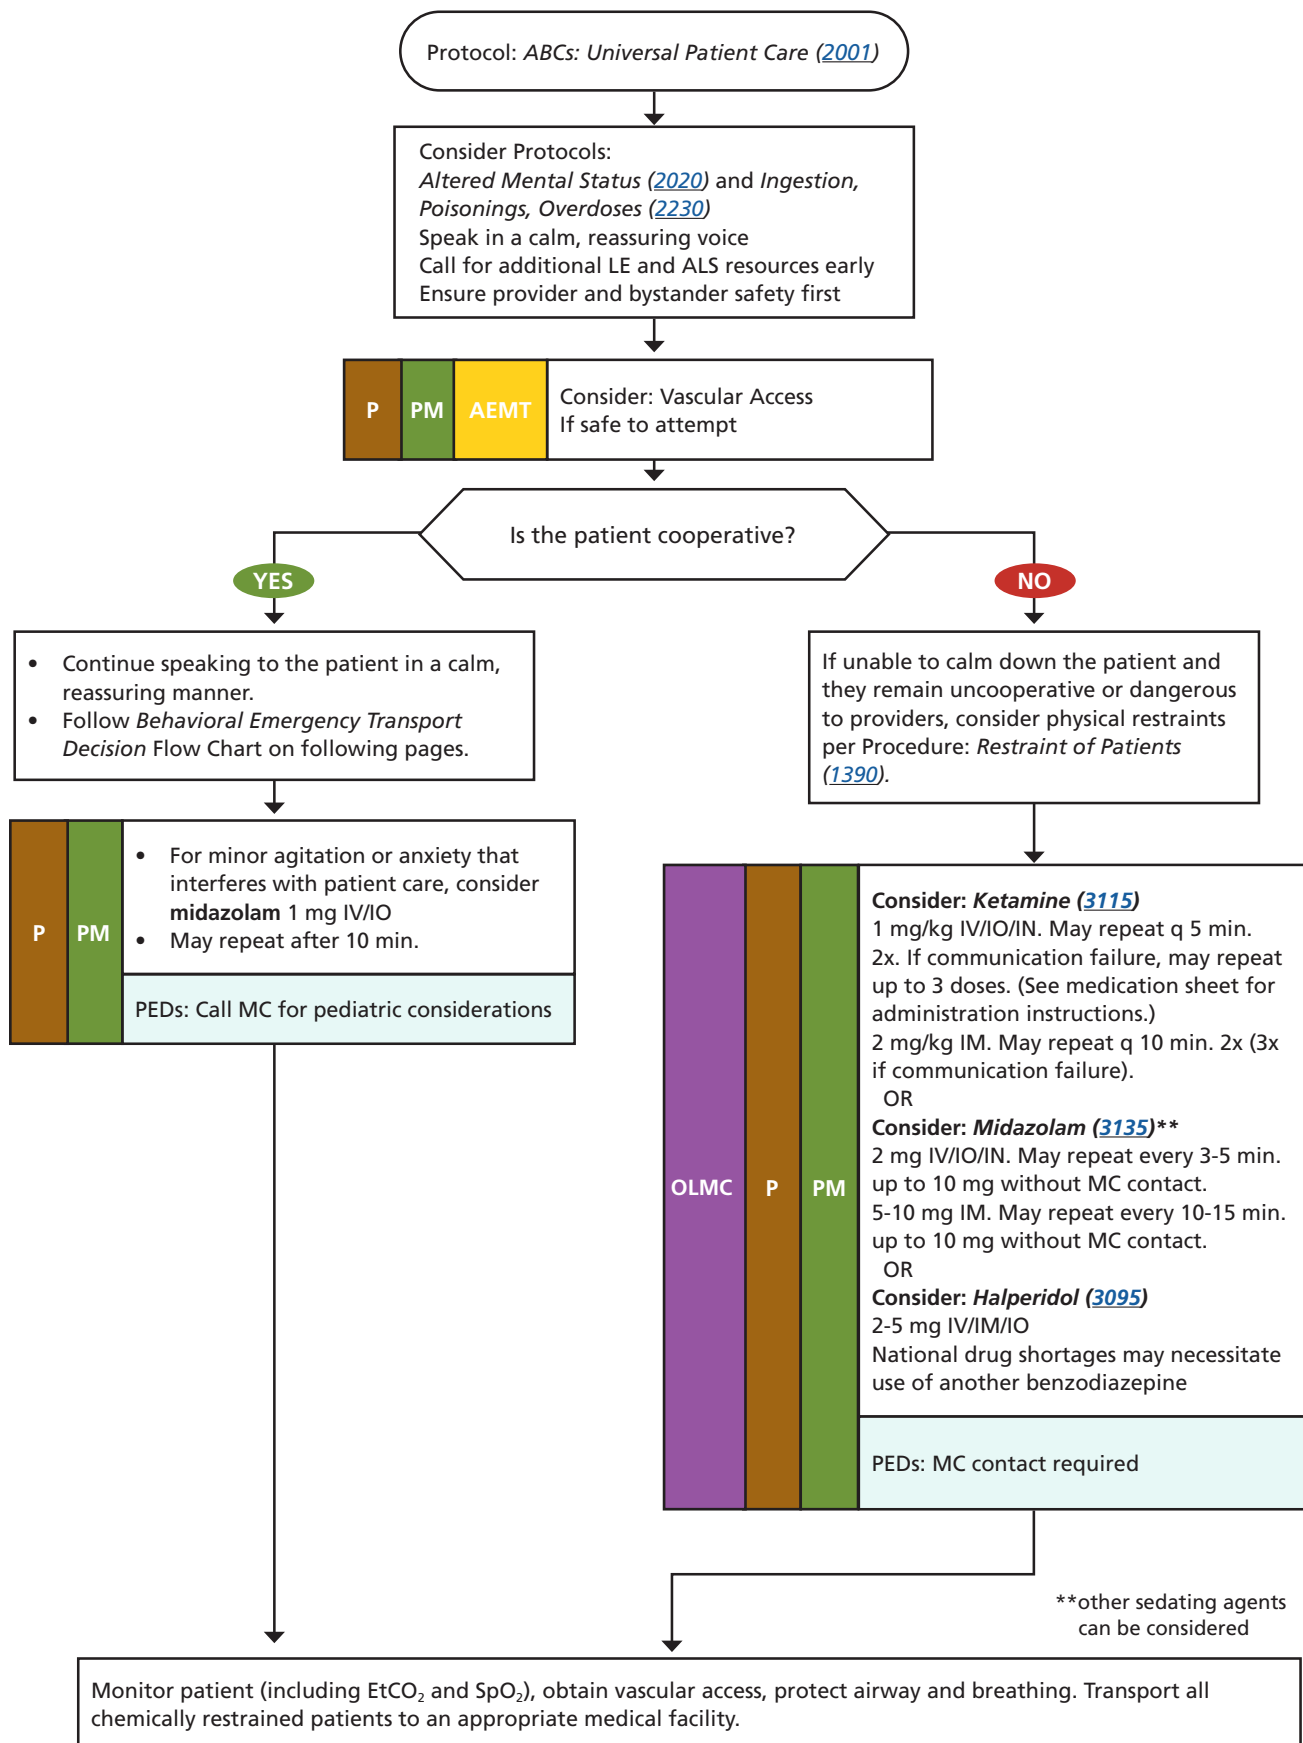 Protocol: ABCs: Universal Patient Care (2001)
Consider Protocols:
Altered Mental Status (2020) and Ingestion,
Poisonings, Overdoses (2230)
Speak in a calm, reassuring voice
Call for additional LE and ALS resources early
Ensure provider and bystander safety first
P PM AEMT
Consider: Vascular Access
If safe to attempt
Is the patient cooperative?
YES
NO
• Continue speaking to the patient in a calm,
reassuring manner.
• Follow Behavioral Emergency Transport
Decision Flow Chart on following pages.
P PM
• For minor agitation or anxiety that
interferes with patient care, consider
midazolam 1 mg IV/IO
• May repeat after 10 min.
PEDs: Call MC for pediatric considerations
If unable to calm down the patient and
they remain uncooperative or dangerous
to providers, consider physical restraints
per Procedure: Restraint of Patients
(1390).
OLMC P PM
Consider: Ketamine (3115)
1 mg/kg IV/IO/IN. May repeat q 5 min.
2x. If communication failure, may repeat
up to 3 doses. (See medication sheet for
administration instructions.)
2 mg/kg IM. May repeat q 10 min. 2x (3x
if communication failure).
OR
Consider: Midazolam (3135)**
2 mg IV/IO/IN. May repeat every 3-5 min.
up to 10 mg without MC contact.
5-10 mg IM. May repeat every 10-15 min.
up to 10 mg without MC contact.
OR
Consider: Halperidol (3095)
2-5 mg IV/IM/IO
National drug shortages may necessitate
use of another benzodiazepine
PEDs: MC contact required
**other sedating agents
can be considered
Monitor patient (including EtCO₂ and SpO₂), obtain vascular access, protect airway and breathing. Transport all
chemically restrained patients to an appropriate medical facility.